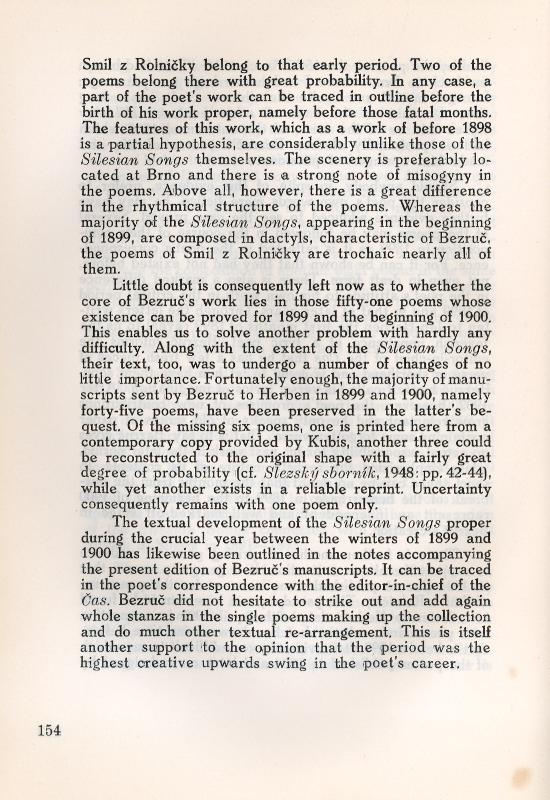 Smil z Rolničky belong to that early period. Two of the
poems belong there with great probability. In any case, a
part of the poet's work can be traced in outline before the
birth of his work proper, namely before those fatal months.
The features of this work, which as a work of before 1898
is a partial hypothesis, are considerably unlike those of the
Silesian Songs themselves. The scenery is preferably lo-
cated at Brno and there is a strong note of misogyny in
the poems. Above all, however, there is a great difference
in the rhythmical structure of the poems. Whereas the
majority of the Silesian Songs, appearing in the beginning
of 1899, are composed in dactyls, characteristic of Bezruč,
the poems of Smil z Rolničky are trochaic nearly all of
them.
Little doubt is consequently left now as to whether the
core of Bezruč's work lies in those fifty-one poems whose
existence can be proved for 1899 and the beginning of 1900.
This enables us to solve another problem with hardly any
difficulty. Along with the extent of the Silesian Songs,
their text, too, was to undergo a number of changes of no
little importance. Fortunately enough, the majority of manu-
scripts sent by Bezruč to Herben in 1899 and 1900, namely
forty-five poems, have been preserved in the latter's be-
quest. Of the missing six poems, one is printed here from a
contemporary copy provided by Kubis, another three could
be reconstructed to the original shape with a fairly great
degree of probability (cf. Slezský sborník, 1948: pp. 42-44),
while yet another exists in a reliable reprint. Uncertainty
consequently remains with one poem only.
The textual development of the Silesian Songs proper
during the crucial year between the winters of 1899 and
1900 has likewise been outlined in the notes accompanying
the present edition of Bezruč's manuscripts. It can be traced
in the poet's correspondence with the editor-in-chief of the
Čas. Bezruč did not hesitate to strike out and add again
whole stanzas in the single poems making up the collection
and do much other textual re-arrangement. This is itself
another support to the opinion that the period was the
highest creative upwards swing in the poet's career.
154